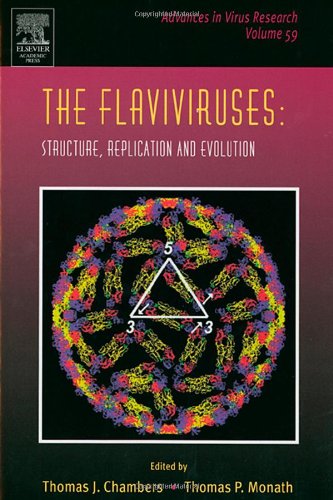 Advances in Virus Research
Volume 59
ELSEVIER
ACADEMIC
PRESS
THE FLAVIVIRUSES:
STRUCTURE, REPLICATION AND EVOLUTION
5
3
3
Edited by
Thomas J. Chambers Thomas P. Monath